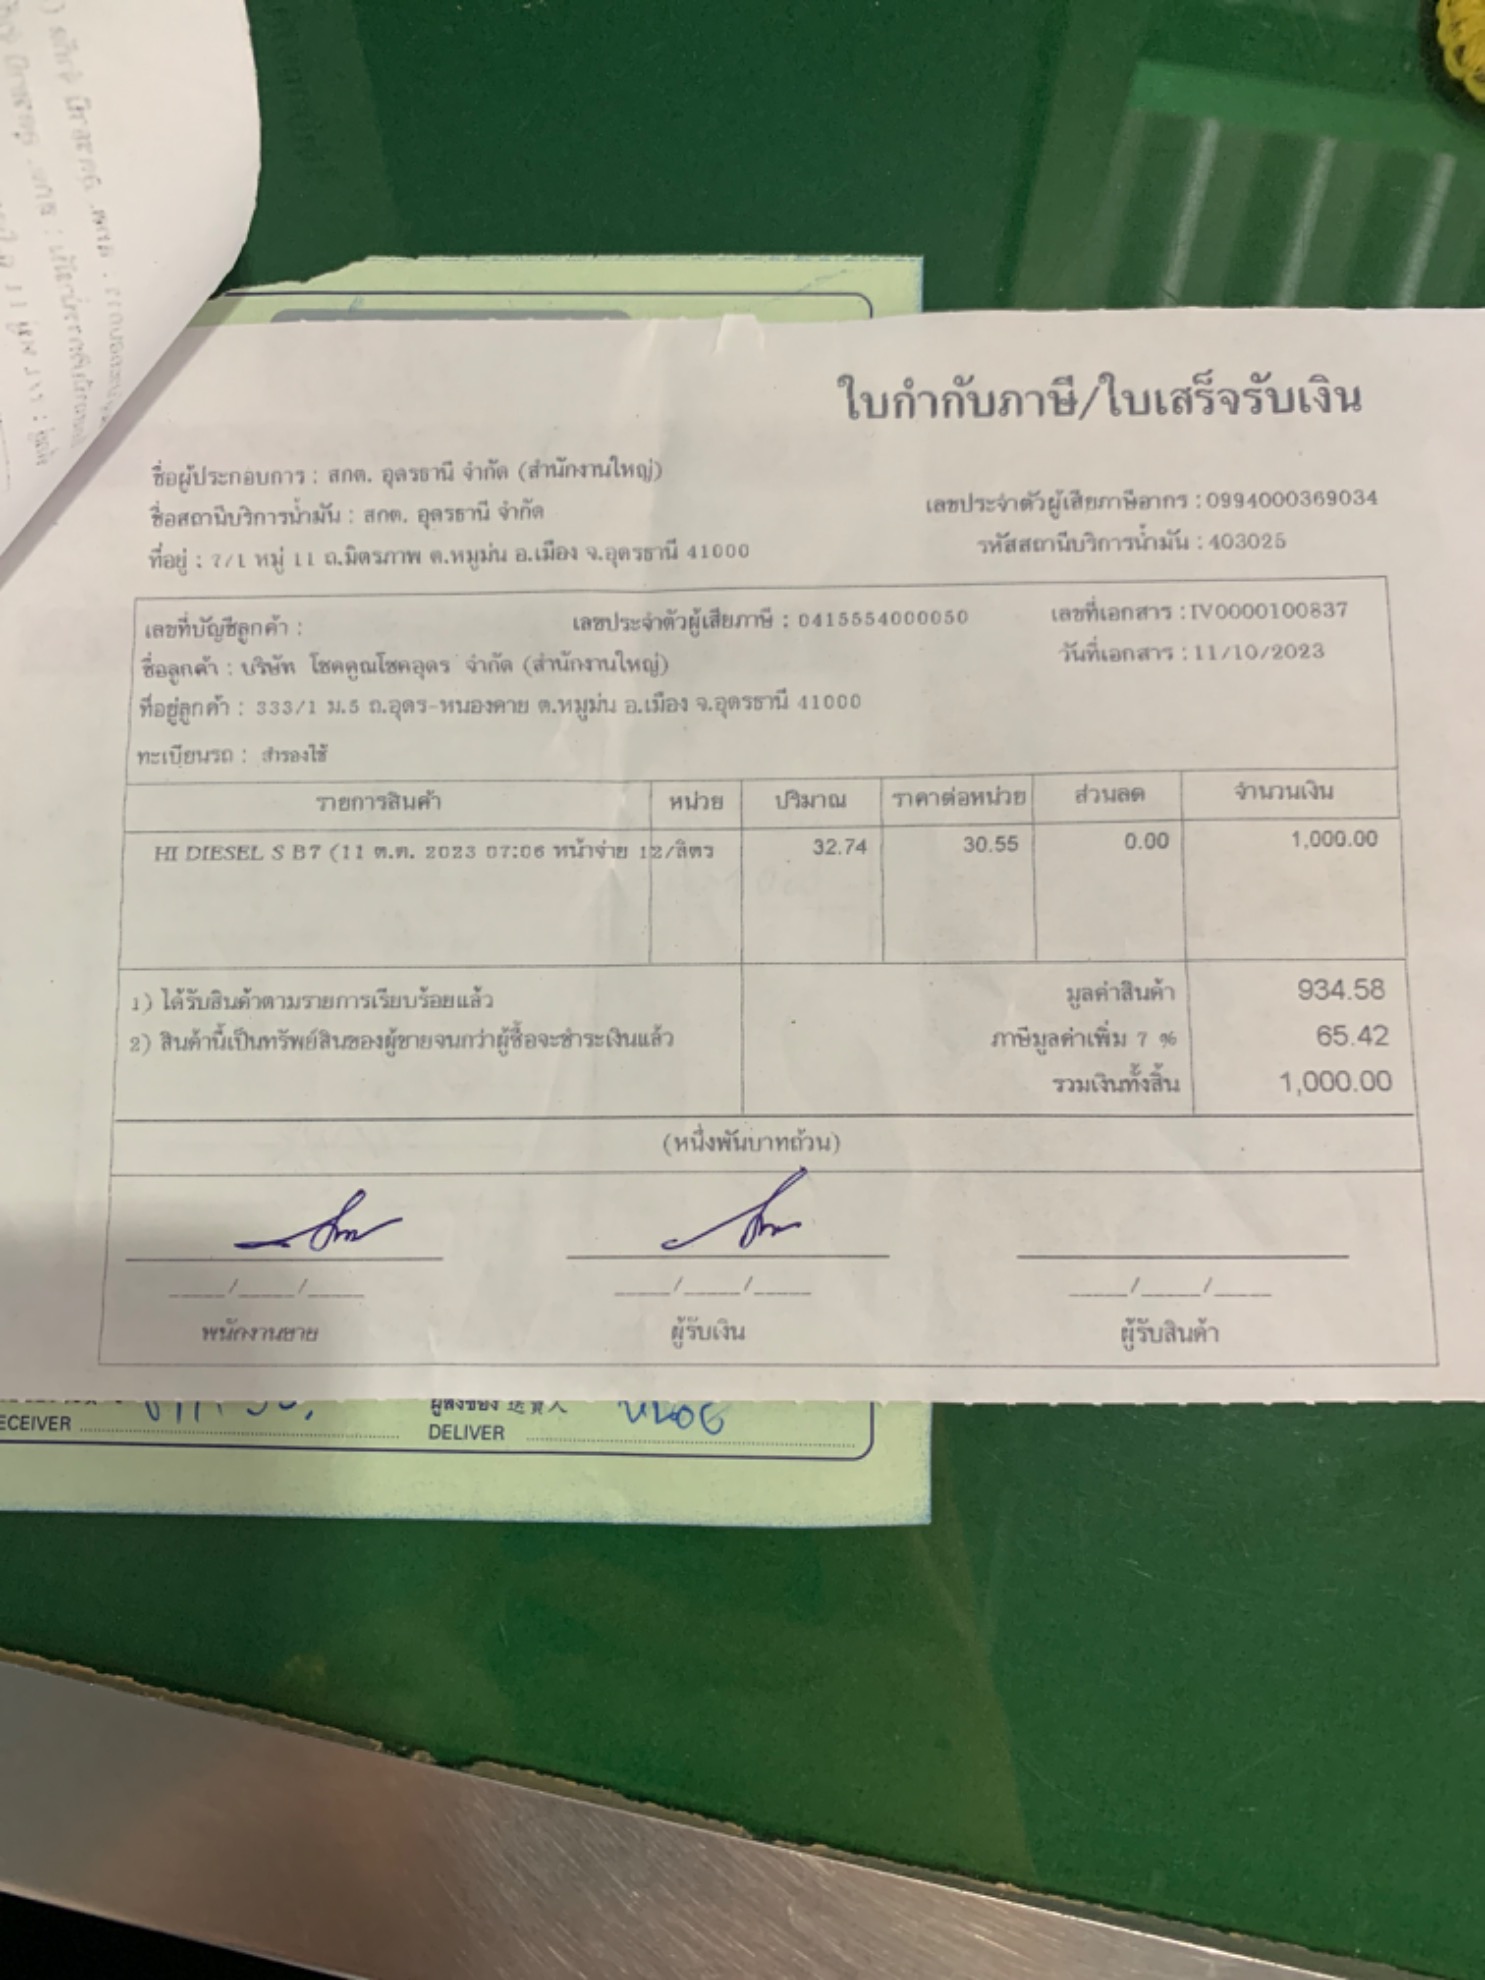 ใบกำกับภาษี/ใบเสร็จรับเงิน
ชื่อผู้ประกอบการ : สกต. อุดรธานี จำกัด (สำนักงานใหญ่)
ชื่อสถานีบริการน้ำมัน : สกต. อุดรธานี จำกัด
เลขประจำตัวผู้เสียภาษีอากร : 0994000369034
ที่อยู่ : 7/1 หมู่ 11 ถ.มิตรภาพ ต.หมูม่น อ.เมือง จ.อุดรธานี 41000
รหัสสถานีบริการน้ำมัน : 403025
เลขที่บัญชีลูกค้า : เลขประจำตัวผู้เสียภาษี : 0415554000050 เลขที่เอกสาร : IV0000100837
ชื่อลูกค้า : บริษัท โชคคูณโชคอุดร จำกัด (สำนักงานใหญ่) วันที่เอกสาร : 11/10/2023
ที่อยู่ลูกค้า : 333/1 ม.5 ถ.อุดร-หนองคาย ต.หมูม่น อ.เมือง จ.อุดรธานี 41000
ทะเบียนรถ : สำรองใช้
รายการสินค้า หน่วย ปริมาณ ราคาต่อหน่วย ส่วนลด จำนวนเงิน
HI DIESEL S B7 (11 ต.ค. 2023 07:06 หน้าจ่าย 12/ลิตร 32.74 30.55 0.00 1,000.00
1) ได้รับสินค้าตามรายการเรียบร้อยแล้ว มูลค่าสินค้า 934.58
2) สินค้านี้เป็นทรัพย์สินของผู้ขายจนกว่าผู้ซื้อจะชำระเงินแล้ว ภาษีมูลค่าเพิ่ม 7 % 65.42
รวมเงินทั้งสิ้น 1,000.00
(หนึ่งพันบาทถ้วน)
____/____/____ ____/____/____ ____/____/____
พนักงานขาย ผู้รับเงิน ผู้รับสินค้า
ผู้ส่งของ 送貨人
ECEIVER DELIVER